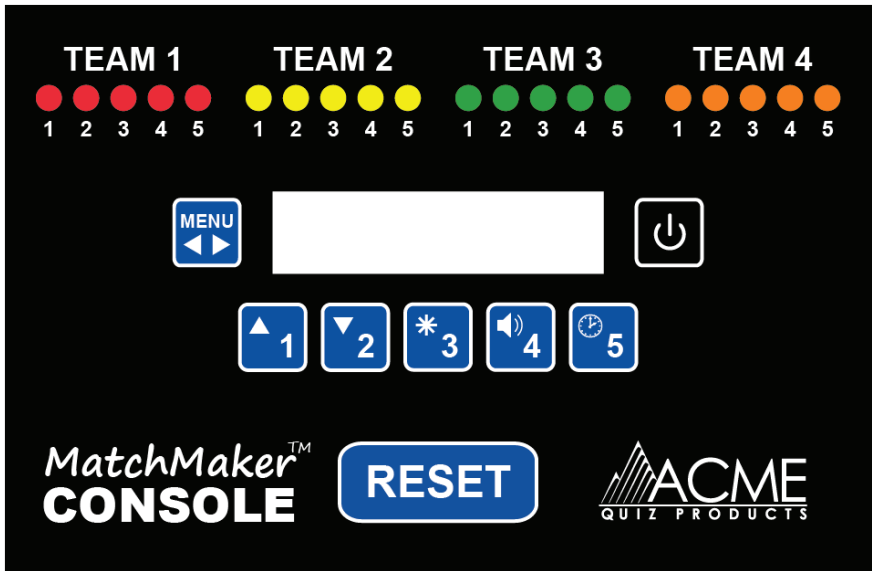 TEAM 1 TEAM 2 TEAM 3 TEAM 4
1 2 3 4 5 1 2 3 4 5 1 2 3 4 5 1 2 3 4 5
MENU
1 2 3 4 5
MatchMaker™
CONSOLE
RESET
ACME
QUIZ PRODUCTS